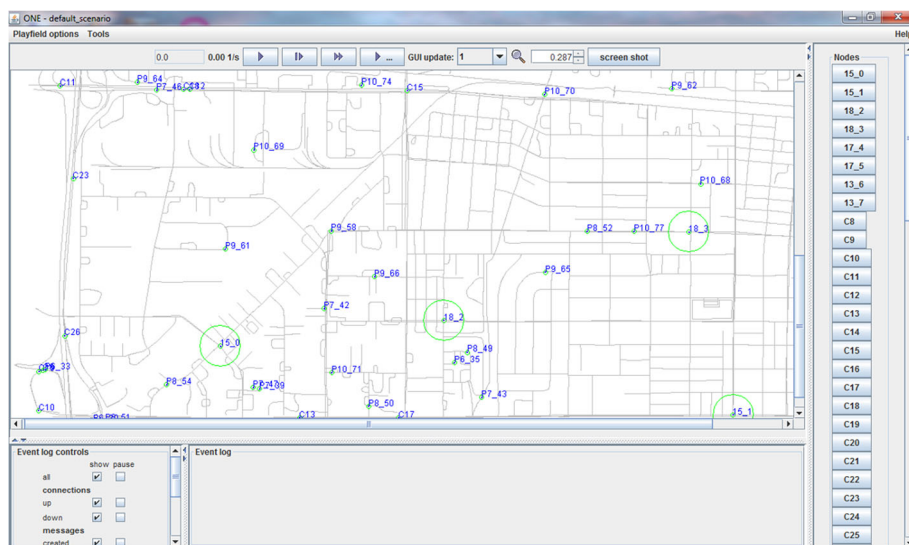 ONE - default_scenario
Playfield options Tools Help
0.0 0.00 1/s ... GUI update: 1 0.287 screen shot
C11 P9_64 P7_46 P10_74 C15 P10_70 P9_62
P10_69
C23 P10_68
P9_58 P8_52 P10_77 18_3
P9_61
P9_66 P9_65
P7_42
18_2
C26 15_0
P8_49
P6_35
P10_71
P8_54
P7_43
C10 P8_50 15_1
C13 C17
Nodes
15_0
15_1
18_2
18_3
17_4
17_5
13_6
13_7
C8
C9
C10
C11
C12
C13
C14
C15
C16
C17
C18
C19
C20
C21
C22
C23
C24
C25
Event log controls
show pause
all
connections
up
down
messages
created
Event log